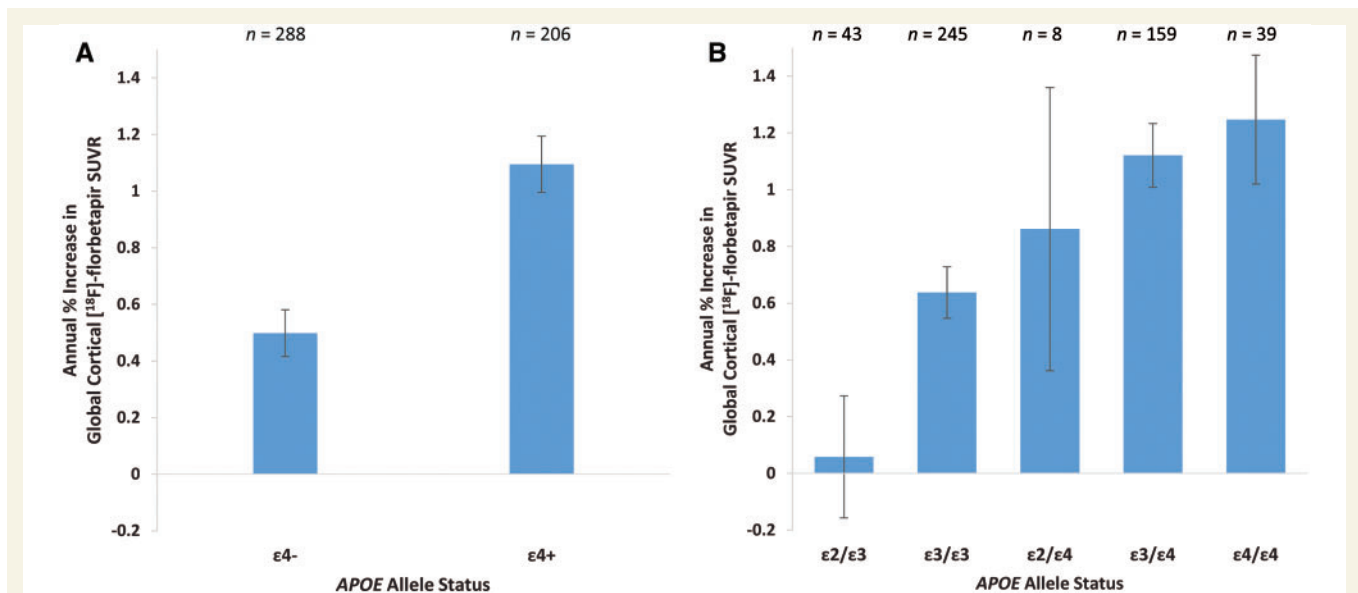 A
n = 288 n = 206
Annual % Increase in
Global Cortical [¹⁸F]-florbetapir SUVR
1.4
1.2
1
0.8
0.6
0.4
0.2
0
-0.2
ε4- ε4+
APOE Allele Status
B
n = 43 n = 245 n = 8 n = 159 n = 39
Annual % Increase in
Global Cortical [¹⁸F]-florbetapir SUVR
1.4
1.2
1
0.8
0.6
0.4
0.2
0
-0.2
ε2/ε3 ε3/ε3 ε2/ε4 ε3/ε4 ε4/ε4
APOE Allele Status